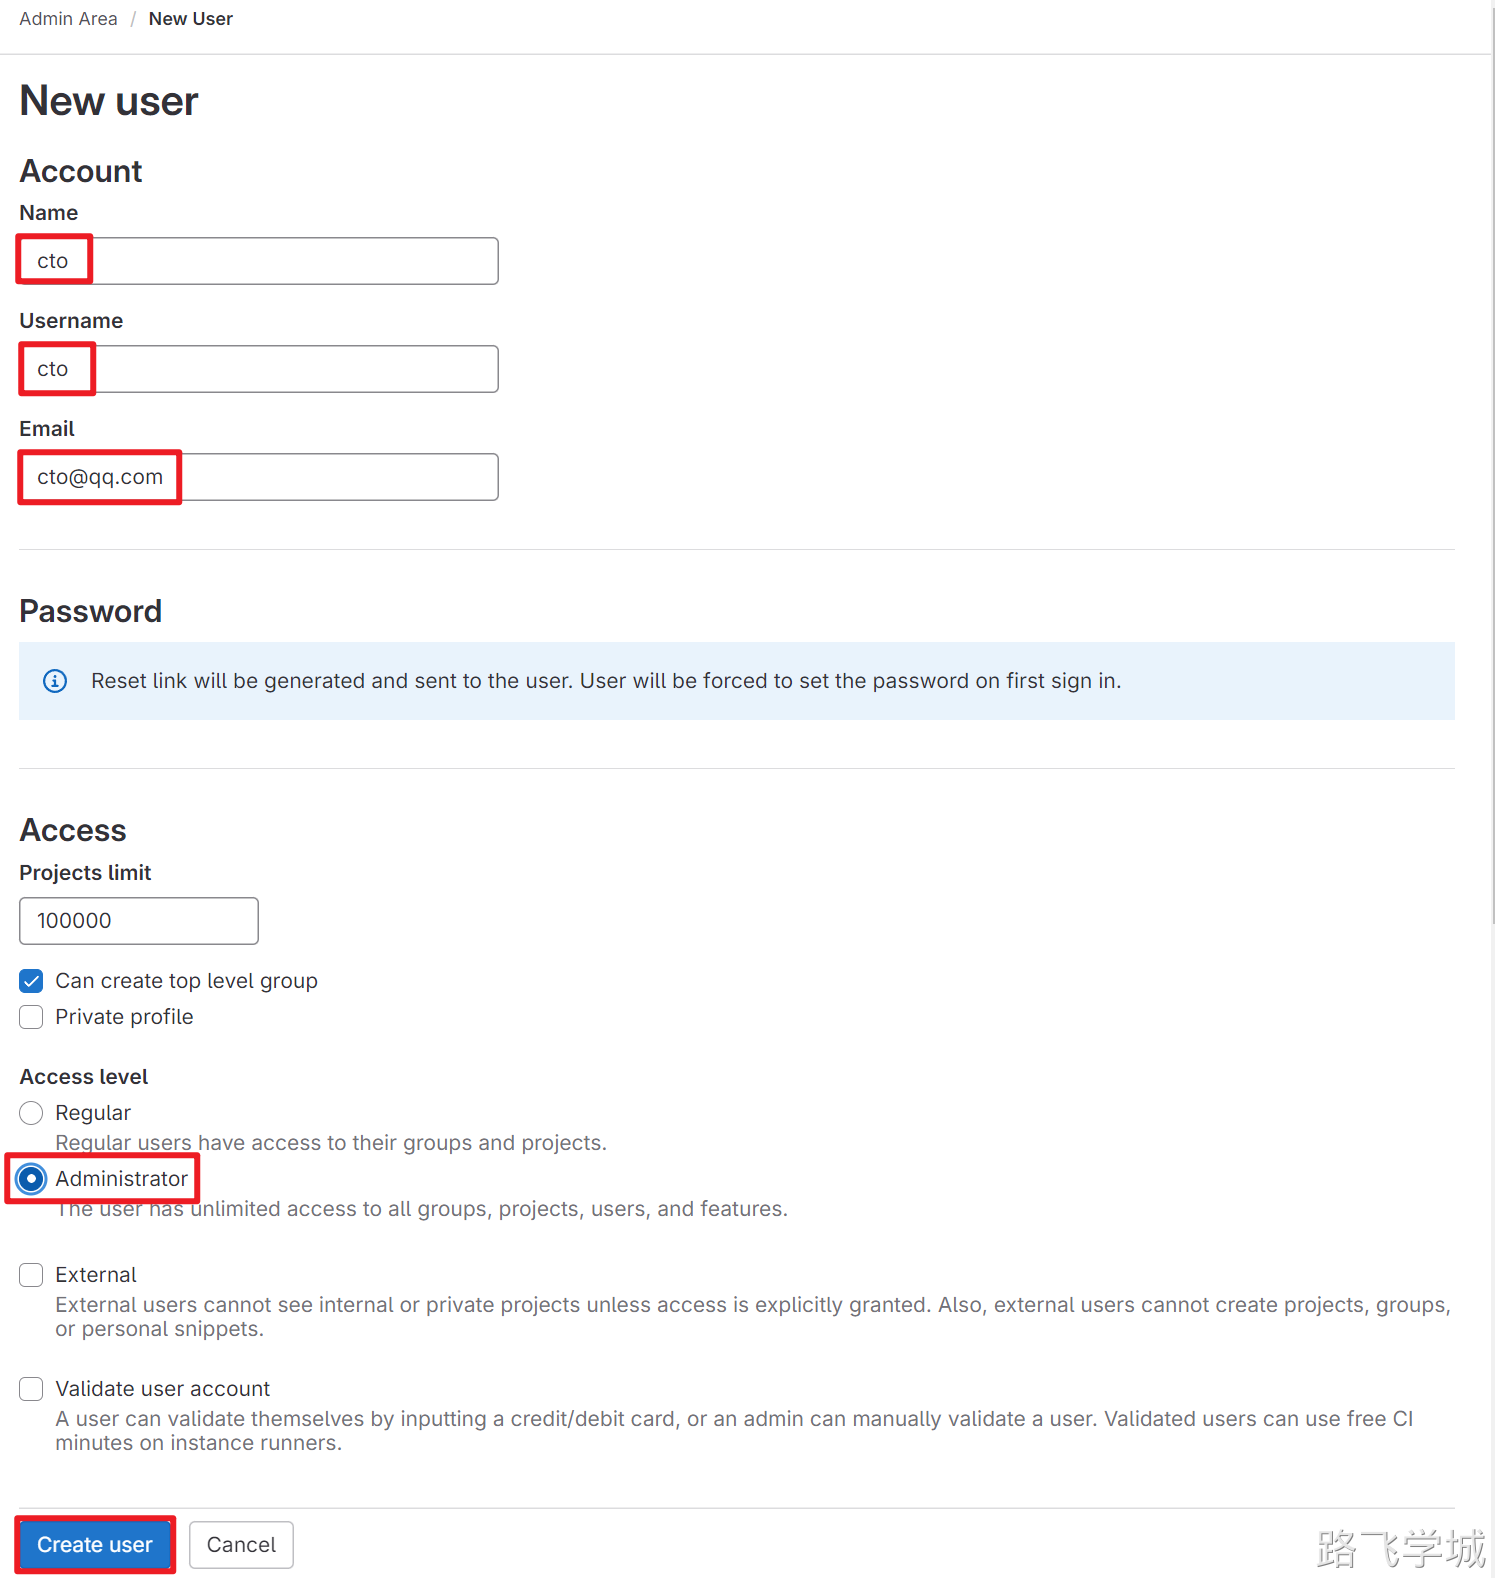 Admin Area / New User
New user
Account
Name
cto
Username
cto
Email
cto@qq.com
Password
Reset link will be generated and sent to the user. User will be forced to set the password on first sign in.
Access
Projects limit
100000
Can create top level group
Private profile
Access level
Regular
Regular users have access to their groups and projects.
Administrator
The user has unlimited access to all groups, projects, users, and features.
External
External users cannot see internal or private projects unless access is explicitly granted. Also, external users cannot create projects, groups,
or personal snippets.
Validate user account
A user can validate themselves by inputting a credit/debit card, or an admin can manually validate a user. Validated users can use free CI
minutes on instance runners.
Create user Cancel
路飞学城